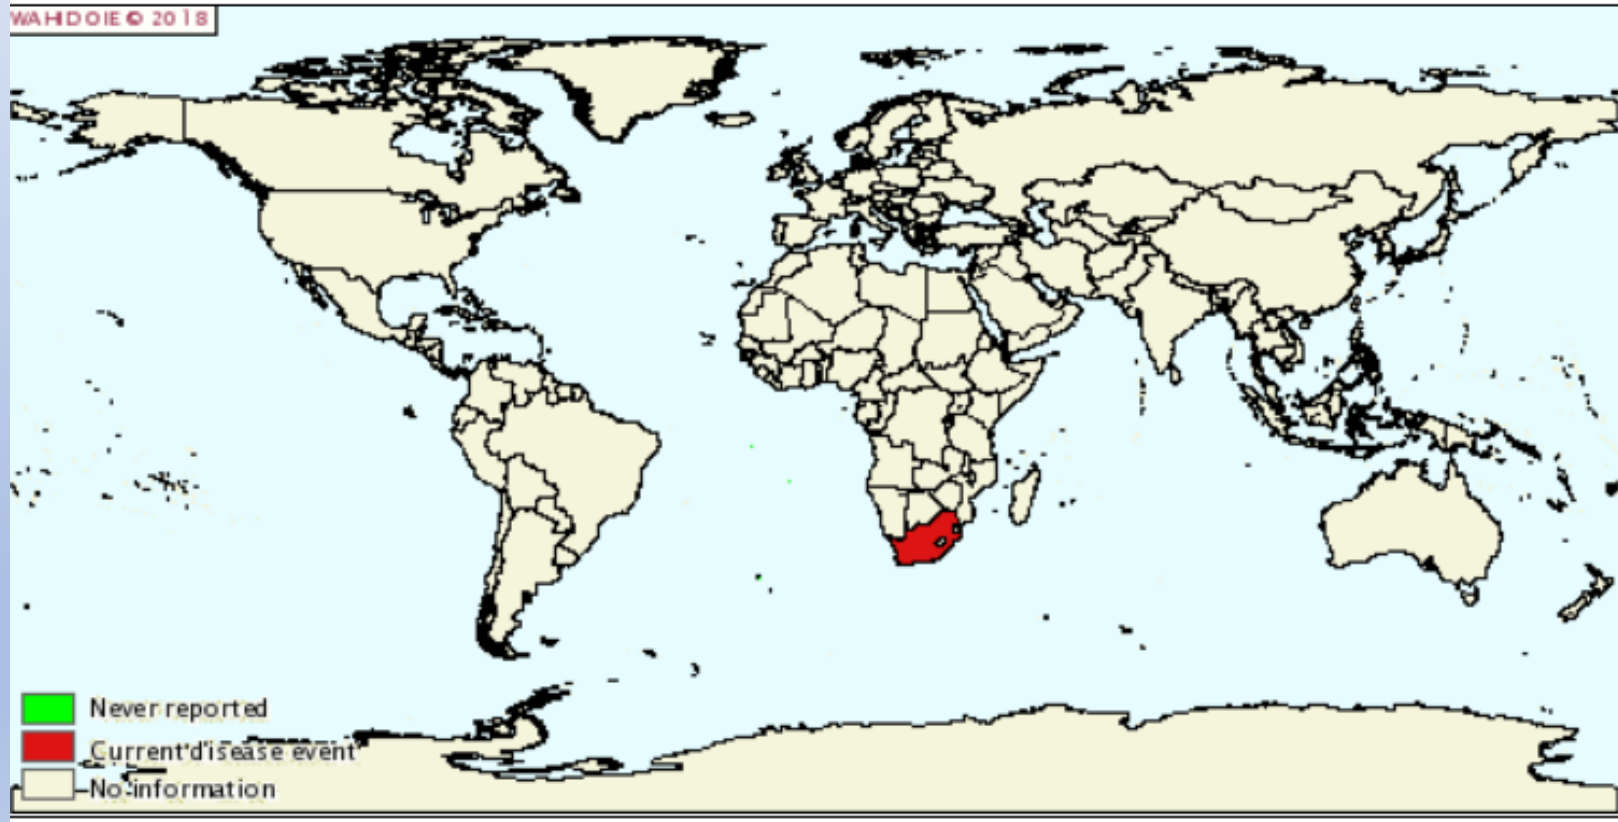 WAHID OIE © 2018
Never reported
Current disease event
No information